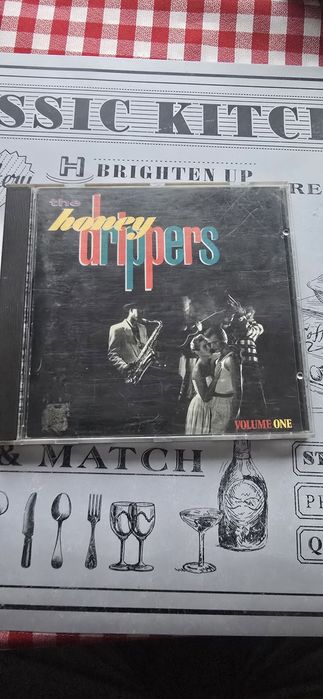 SSIC KITCH
BRIGHTEN UP
the
honey
drippers
VOLUME ONE
& MATCH